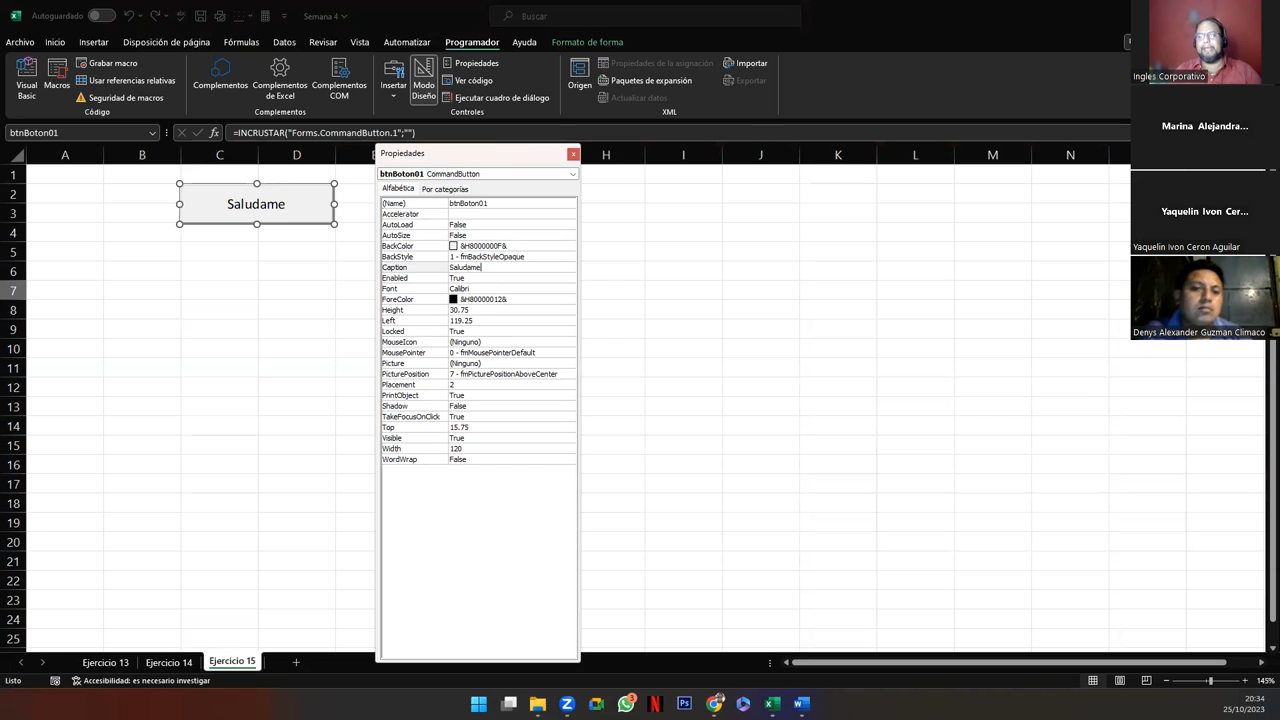 Autoguardado
Semana 4
Buscar
Archivo Inicio Insertar Disposición de página Fórmulas Datos Revisar Vista Automatizar Programador Ayuda Formato de forma
Visual Basic
Macros
Grabar macro
Usar referencias relativas
Seguridad de macros
Código
Complementos
Complementos de Excel
Complementos COM
Complementos
Insertar
Modo Diseño
Propiedades
Ver código
Ejecutar cuadro de diálogo
Controles
Origen
Propiedades de la asignación
Paquetes de expansión
Actualizar datos
Importar
Exportar
XML
btnBoton01
=INCRUSTAR("Forms.CommandButton.1";"")
A B C D E H I J K L M N
1
2
3
4
5
6
7
8
9
10
11
12
13
14
15
16
17
18
19
20
21
22
23
24
25
Saludame
Propiedades
btnBoton01 CommandButton
Alfabética Por categorías
(Name) btnBoton01
Accelerator
AutoLoad False
AutoSize False
BackColor &H8000000F&
BackStyle 1 - fmBackStyleOpaque
Caption Saludame
Enabled True
Font Calibri
ForeColor &H80000012&
Height 30.75
Left 119.25
Locked True
MouseIcon (Ninguno)
MousePointer 0 - fmMousePointerDefault
Picture (Ninguno)
PicturePosition 7 - fmPicturePositionAboveCenter
Placement 2
PrintObject True
Shadow False
TakeFocusOnClick True
Top 15.75
Visible True
Width 120
WordWrap False
Ingles Corporativo
Marina Alejandra...
Yaquelin Ivon Cer...
Yaquelin Ivon Ceron Aguilar
Denys Alexander Guzman Climaco
Ejercicio 13 Ejercicio 14 Ejercicio 15
Listo
Accesibilidad: es necesario investigar
145%
3
20:34
25/10/2023